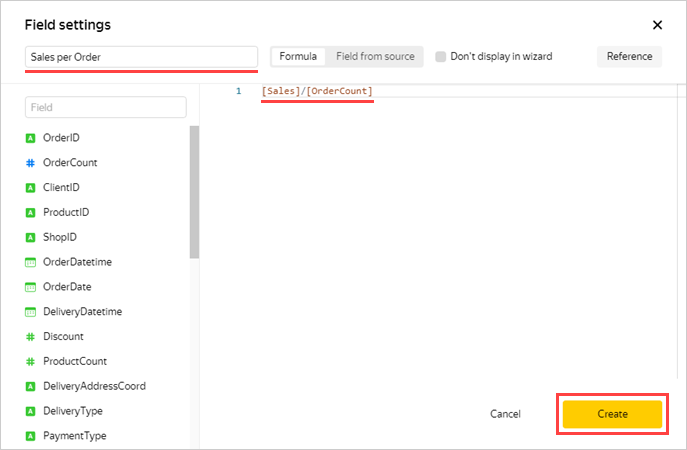 Field settings
Sales per Order
Formula
Field from source
Don't display in wizard
Reference
Field
1 [Sales]/[OrderCount]
A OrderID
# OrderCount
A ClientID
A ProductID
A ShopID
OrderDatetime
OrderDate
DeliveryDatetime
# Discount
# ProductCount
A DeliveryAddressCoord
A DeliveryType
A PaymentType
Cancel
Create